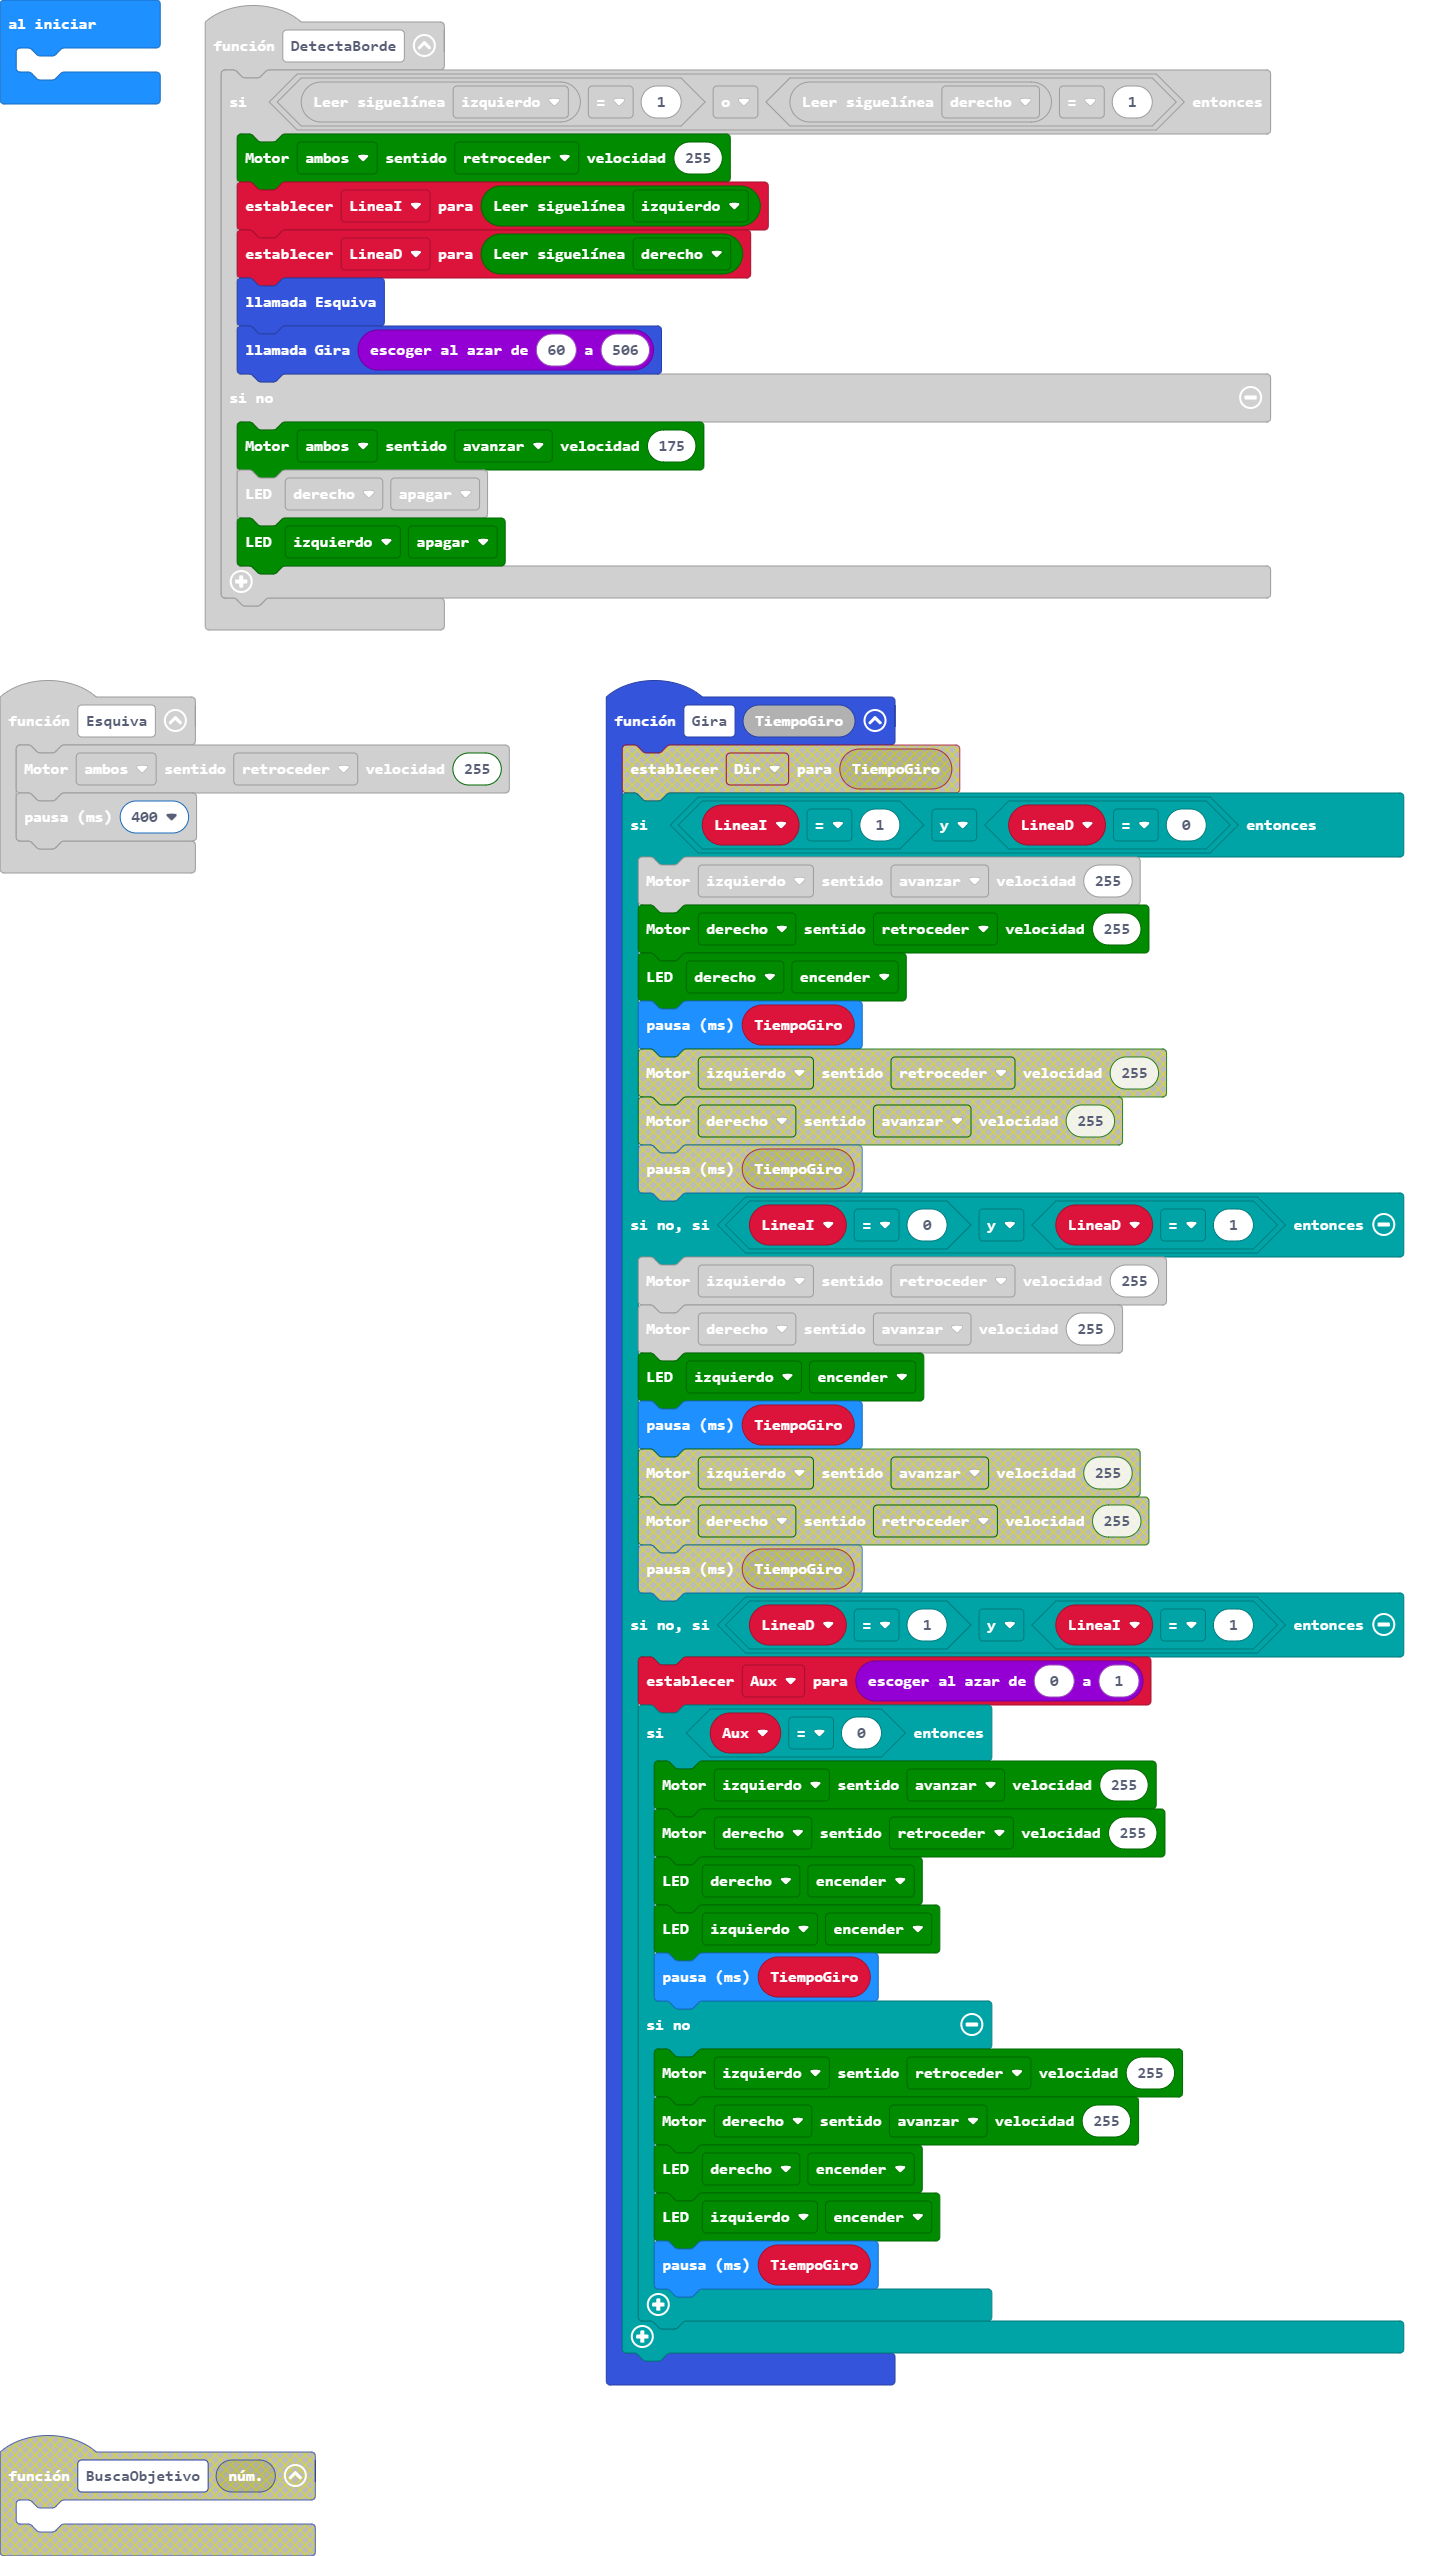 al iniciar
función DetectaBorde
si Leer siguelínea izquierdo = 1 o Leer siguelínea derecho = 1 entonces
Motor ambos sentido retroceder velocidad 255
establecer LineaI para Leer siguelínea izquierdo
establecer LineaD para Leer siguelínea derecho
llamada Esquiva
llamada Gira escoger al azar de 60 a 506
si no
Motor ambos sentido avanzar velocidad 175
LED derecho apagar
LED izquierdo apagar
función Esquiva
Motor ambos sentido retroceder velocidad 255
pausa (ms) 400
función Gira TiempoGiro
establecer Dir para TiempoGiro
si LineaI = 1 y LineaD = 0 entonces
Motor izquierdo sentido avanzar velocidad 255
Motor derecho sentido retroceder velocidad 255
LED derecho encender
pausa (ms) TiempoGiro
Motor izquierdo sentido retroceder velocidad 255
Motor derecho sentido avanzar velocidad 255
pausa (ms) TiempoGiro
si no, si LineaI = 0 y LineaD = 1 entonces
Motor izquierdo sentido retroceder velocidad 255
Motor derecho sentido avanzar velocidad 255
LED izquierdo encender
pausa (ms) TiempoGiro
Motor izquierdo sentido avanzar velocidad 255
Motor derecho sentido retroceder velocidad 255
pausa (ms) TiempoGiro
si no, si LineaD = 1 y LineaI = 1 entonces
establecer Aux para escoger al azar de 0 a 1
si Aux = 0 entonces
Motor izquierdo sentido avanzar velocidad 255
Motor derecho sentido retroceder velocidad 255
LED derecho encender
LED izquierdo encender
pausa (ms) TiempoGiro
si no
Motor izquierdo sentido retroceder velocidad 255
Motor derecho sentido avanzar velocidad 255
LED derecho encender
LED izquierdo encender
pausa (ms) TiempoGiro
función BuscaObjetivo núm.